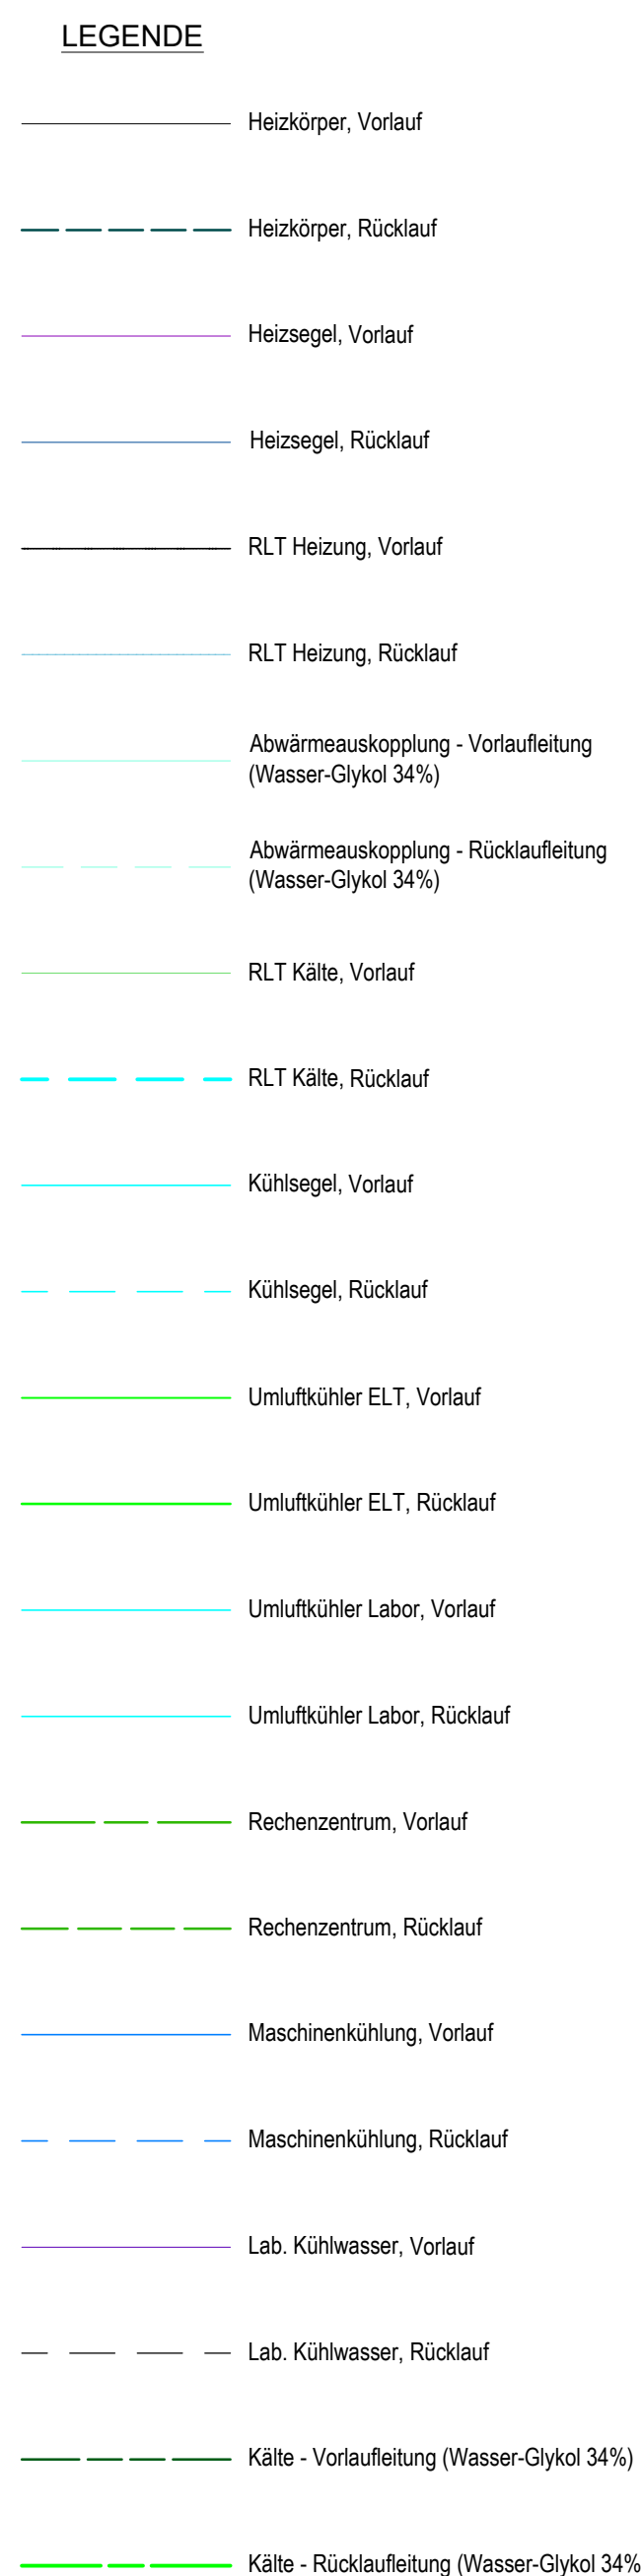 LEGENDE
Heizkörper, Vorlauf
Heizkörper, Rücklauf
Heizsegel, Vorlauf
Heizsegel, Rücklauf
RLT Heizung, Vorlauf
RLT Heizung, Rücklauf
Abwärmeauskopplung - Vorlaufleitung
(Wasser-Glykol 34%)
Abwärmeauskopplung - Rücklaufleitung
(Wasser-Glykol 34%)
RLT Kälte, Vorlauf
RLT Kälte, Rücklauf
Kühlsegel, Vorlauf
Kühlsegel, Rücklauf
Umluftkühler ELT, Vorlauf
Umluftkühler ELT, Rücklauf
Umluftkühler Labor, Vorlauf
Umluftkühler Labor, Rücklauf
Rechenzentrum, Vorlauf
Rechenzentrum, Rücklauf
Maschinenkühlung, Vorlauf
Maschinenkühlung, Rücklauf
Lab. Kühlwasser, Vorlauf
Lab. Kühlwasser, Rücklauf
Kälte - Vorlaufleitung (Wasser-Glykol 34%)
Kälte - Rücklaufleitung (Wasser-Glykol 34%